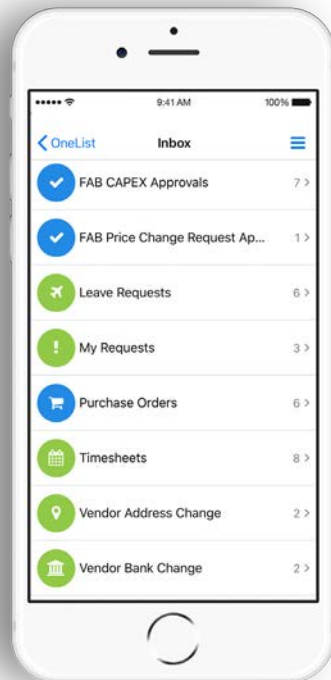 9:41 AM 100%
OneList Inbox
FAB CAPEX Approvals 7
FAB Price Change Request Ap... 1
Leave Requests 6
My Requests 3
Purchase Orders 6
Timesheets 8
Vendor Address Change 2
Vendor Bank Change 2